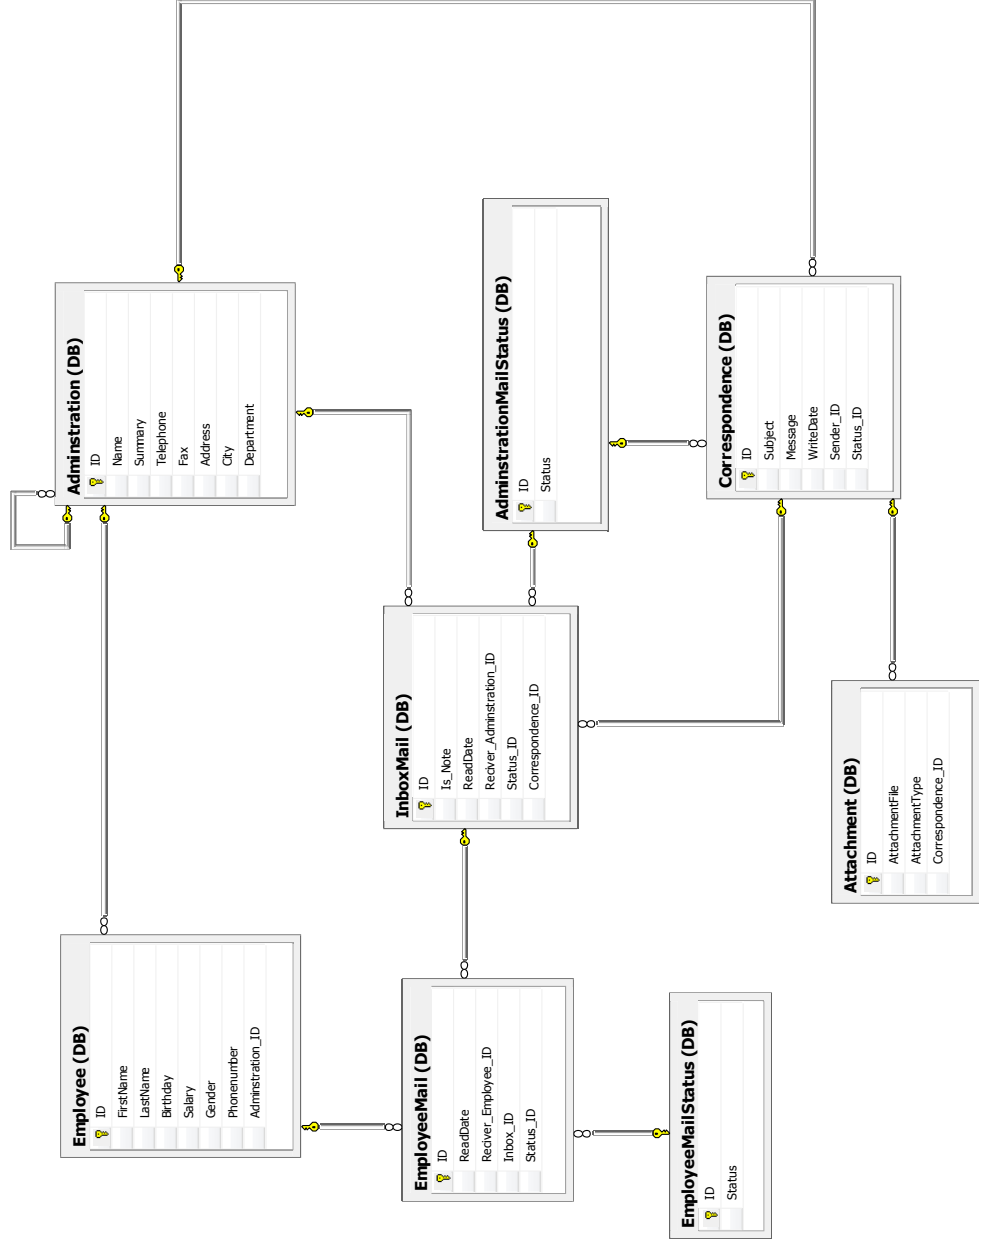 Adminstration (DB)
ID
Name
Summary
Telephone
Fax
Address
City
Department
AdminstrationMailStatus (DB)
ID
Status
Correspondence (DB)
ID
Subject
Message
WriteDate
Sender_ID
Status_ID
InboxMail (DB)
ID
Is_Note
ReadDate
Reciver_Adminstration_ID
Status_ID
Correspondence_ID
Attachment (DB)
ID
AttachmentFile
AttachmentType
Correspondence_ID
Employee (DB)
ID
FirstName
LastName
Birthday
Salary
Gender
Phonenumber
Adminstration_ID
EmployeeMail (DB)
ID
ReadDate
Reciver_Employee_ID
Inbox_ID
Status_ID
EmployeeMailStatus (DB)
ID
Status